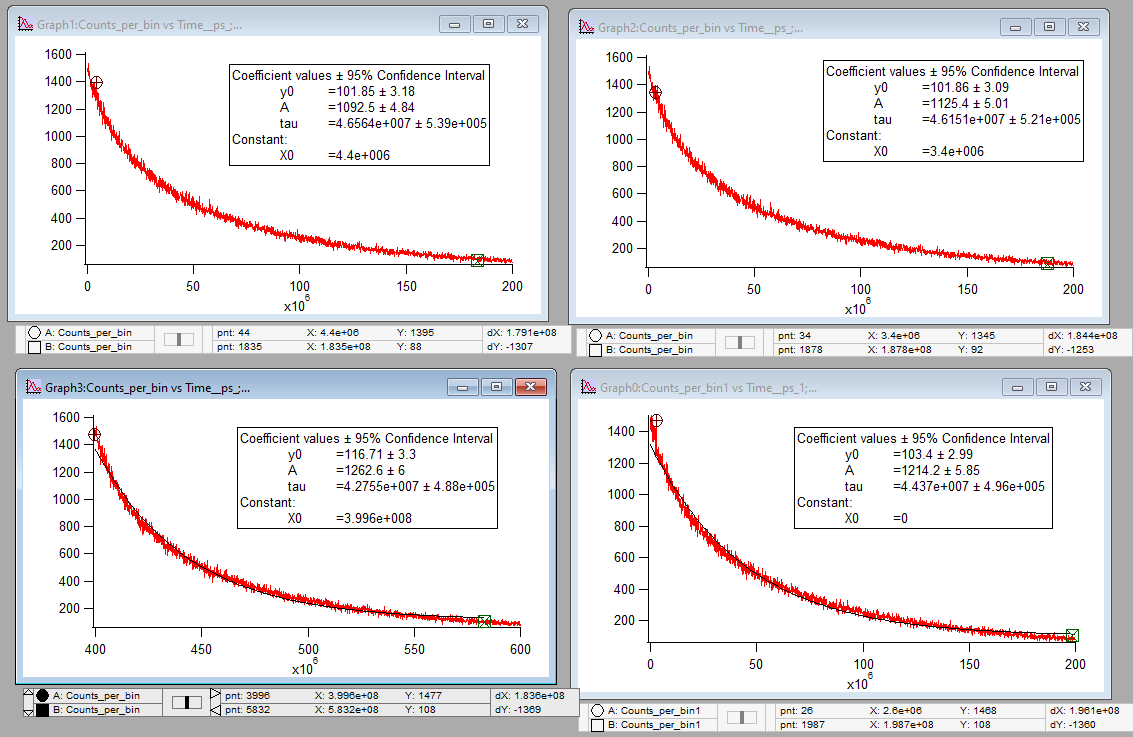 Graph1:Counts_per_bin vs Time__ps_;...
1600
1400
1200
1000
800
600
400
200
Coefficient values ± 95% Confidence Interval
y0 =101.85 ± 3.18
A =1092.5 ± 4.84
tau =4.6564e+007 ± 5.39e+005
Constant:
X0 =4.4e+006
0 50 100 150 200
x10^6
A: Counts_per_bin pnt: 44 X: 4.4e+06 Y: 1395 dX: 1.791e+08
B: Counts_per_bin pnt: 1835 X: 1.835e+08 Y: 88 dY: -1307
Graph2:Counts_per_bin vs Time__ps_;...
1600
1400
1200
1000
800
600
400
200
Coefficient values ± 95% Confidence Interval
y0 =101.86 ± 3.09
A =1125.4 ± 5.01
tau =4.6151e+007 ± 5.21e+005
Constant:
X0 =3.4e+006
0 50 100 150 200
x10^6
A: Counts_per_bin pnt: 34 X: 3.4e+06 Y: 1345 dX: 1.844e+08
B: Counts_per_bin pnt: 1878 X: 1.878e+08 Y: 92 dY: -1253
Graph3:Counts_per_bin vs Time__ps_;...
1600
1400
1200
1000
800
600
400
200
Coefficient values ± 95% Confidence Interval
y0 =116.71 ± 3.3
A =1262.6 ± 6
tau =4.2755e+007 ± 4.88e+005
Constant:
X0 =3.996e+008
400 450 500 550 600
x10^6
A: Counts_per_bin pnt: 3996 X: 3.996e+08 Y: 1477 dX: 1.836e+08
B: Counts_per_bin pnt: 5832 X: 5.832e+08 Y: 108 dY: -1369
Graph0:Counts_per_bin1 vs Time__ps_1;...
1400
1200
1000
800
600
400
200
Coefficient values ± 95% Confidence Interval
y0 =103.4 ± 2.99
A =1214.2 ± 5.85
tau =4.437e+007 ± 4.96e+005
Constant:
X0 =0
0 50 100 150 200
x10^6
A: Counts_per_bin1 pnt: 26 X: 2.6e+06 Y: 1468 dX: 1.961e+08
B: Counts_per_bin1 pnt: 1987 X: 1.987e+08 Y: 108 dY: -1360